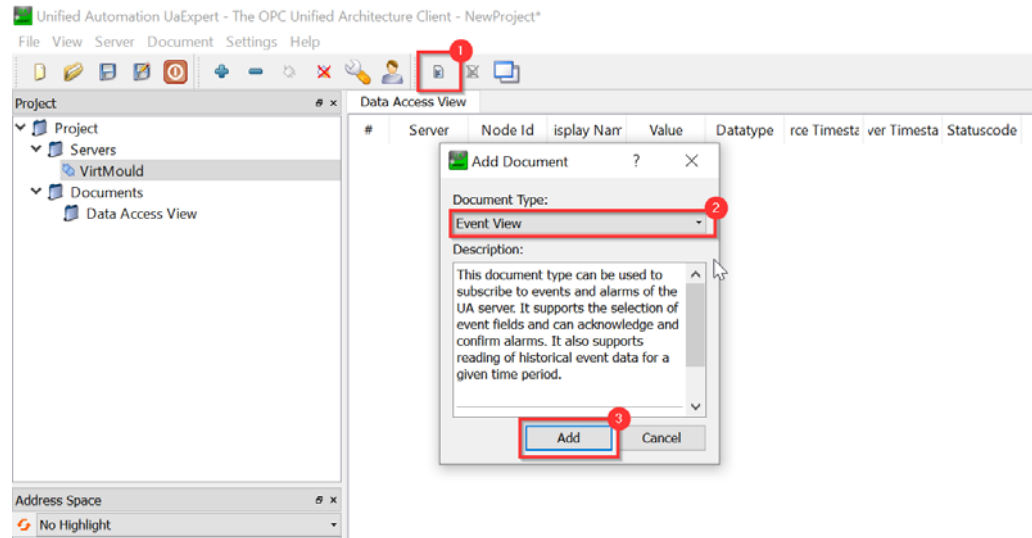 Unified Automation UaExpert - The OPC Unified Architecture Client - NewProject*
File View Server Document Settings Help
1
Project
Data Access View
Project
Servers
VirtMould
Documents
Data Access View
# Server Node Id isplay Nam Value Datatype rce Timesta ver Timesta Statuscode
Add Document ? ×
Document Type:
2
Event View
Description:
This document type can be used to
subscribe to events and alarms of the
UA server. It supports the selection of
event fields and can acknowledge and
confirm alarms. It also supports
reading of historical event data for a
given time period.
3
Add Cancel
Address Space
No Highlight